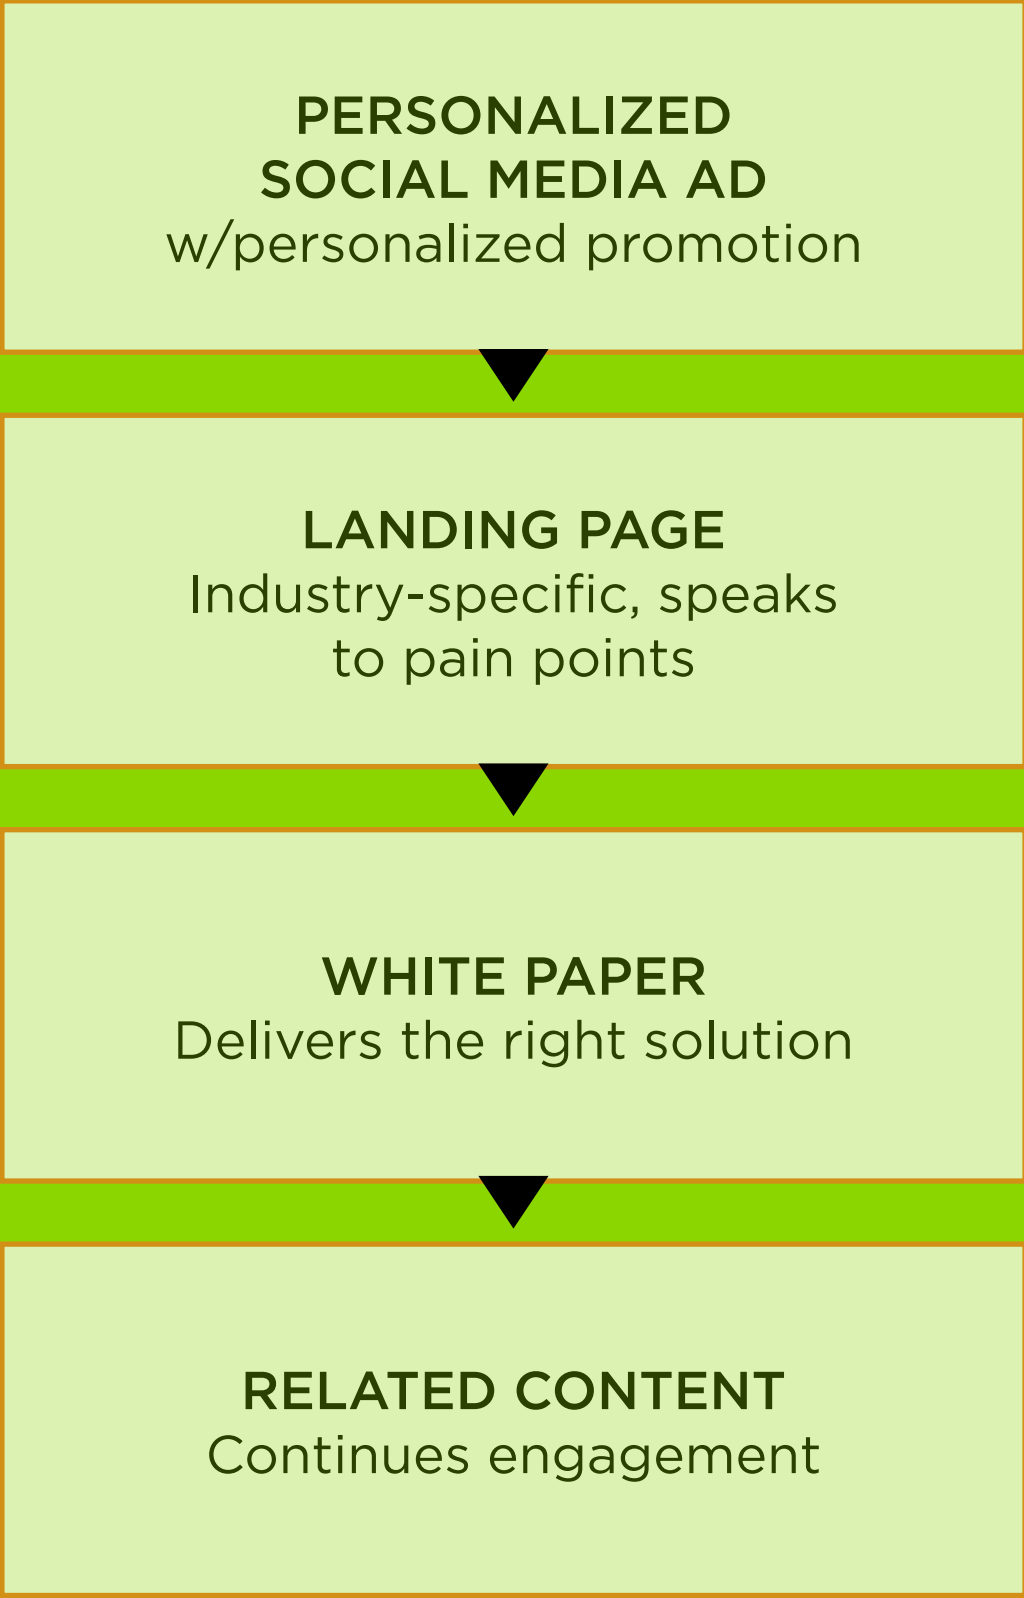 PERSONALIZED
SOCIAL MEDIA AD
w/personalized promotion
LANDING PAGE
Industry-specific, speaks
to pain points
WHITE PAPER
Delivers the right solution
RELATED CONTENT
Continues engagement